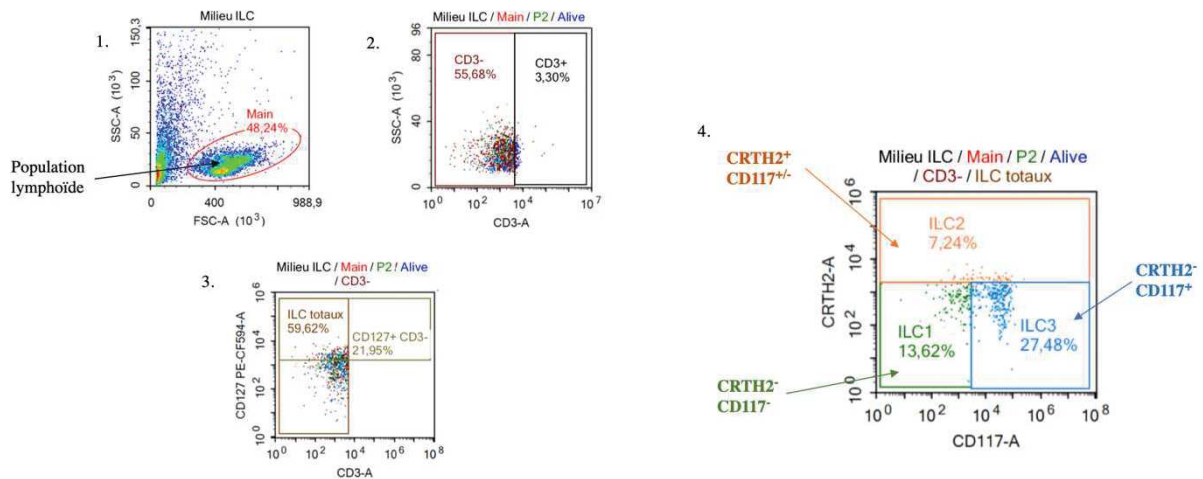 1.
Milieu ILC
150,3
100
50
0
SSC-A (10³)
Main
48,24%
0
400
988,9
FSC-A (10³)
Population
lymphoïde
2.
Milieu ILC / Main / P2 / Alive
96
80
40
0
SSC-A (10³)
CD3-
55,68%
CD3+
3,30%
10⁰
10²
10⁴
10⁷
CD3-A
3.
Milieu ILC / Main / P2 / Alive
/ CD3-
10⁶
10⁴
10²
10⁰
CD127 PE-CF594-A
ILC totaux
59,62%
CD127+ CD3-
21,95%
10⁰
10²
10⁴
10⁶
10⁸
CD3-A
4.
Milieu ILC / Main / P2 / Alive
/ CD3- / ILC totaux
CRTH2⁺
CD117⁺/⁻
10⁶
10⁴
10²
10⁰
CRTH2-A
ILC2
7,24%
ILC1
13,62%
ILC3
27,48%
CRTH2⁻
CD117⁺
CRTH2⁻
CD117⁻
10⁰
10²
10⁴
10⁶
10⁸
CD117-A